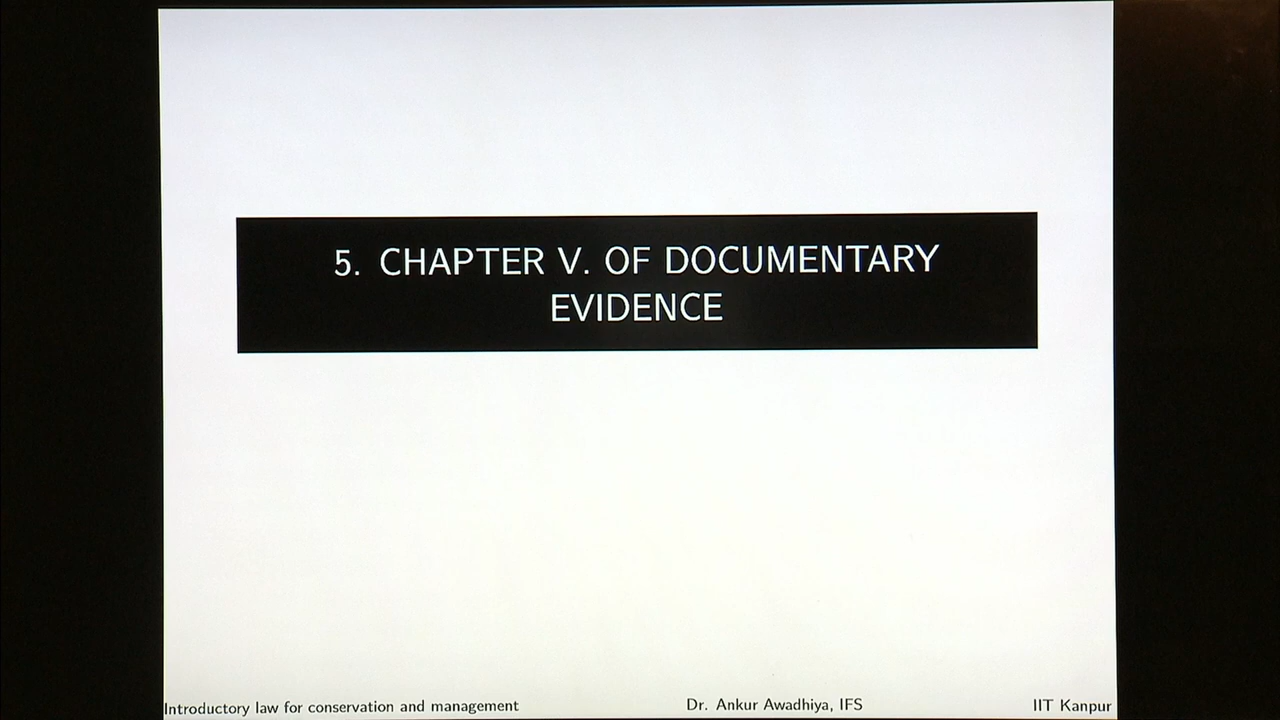 5. CHAPTER V. OF DOCUMENTARY
EVIDENCE
Introductory law for conservation and management Dr. Ankur Awadhiya, IFS IIT Kanpur